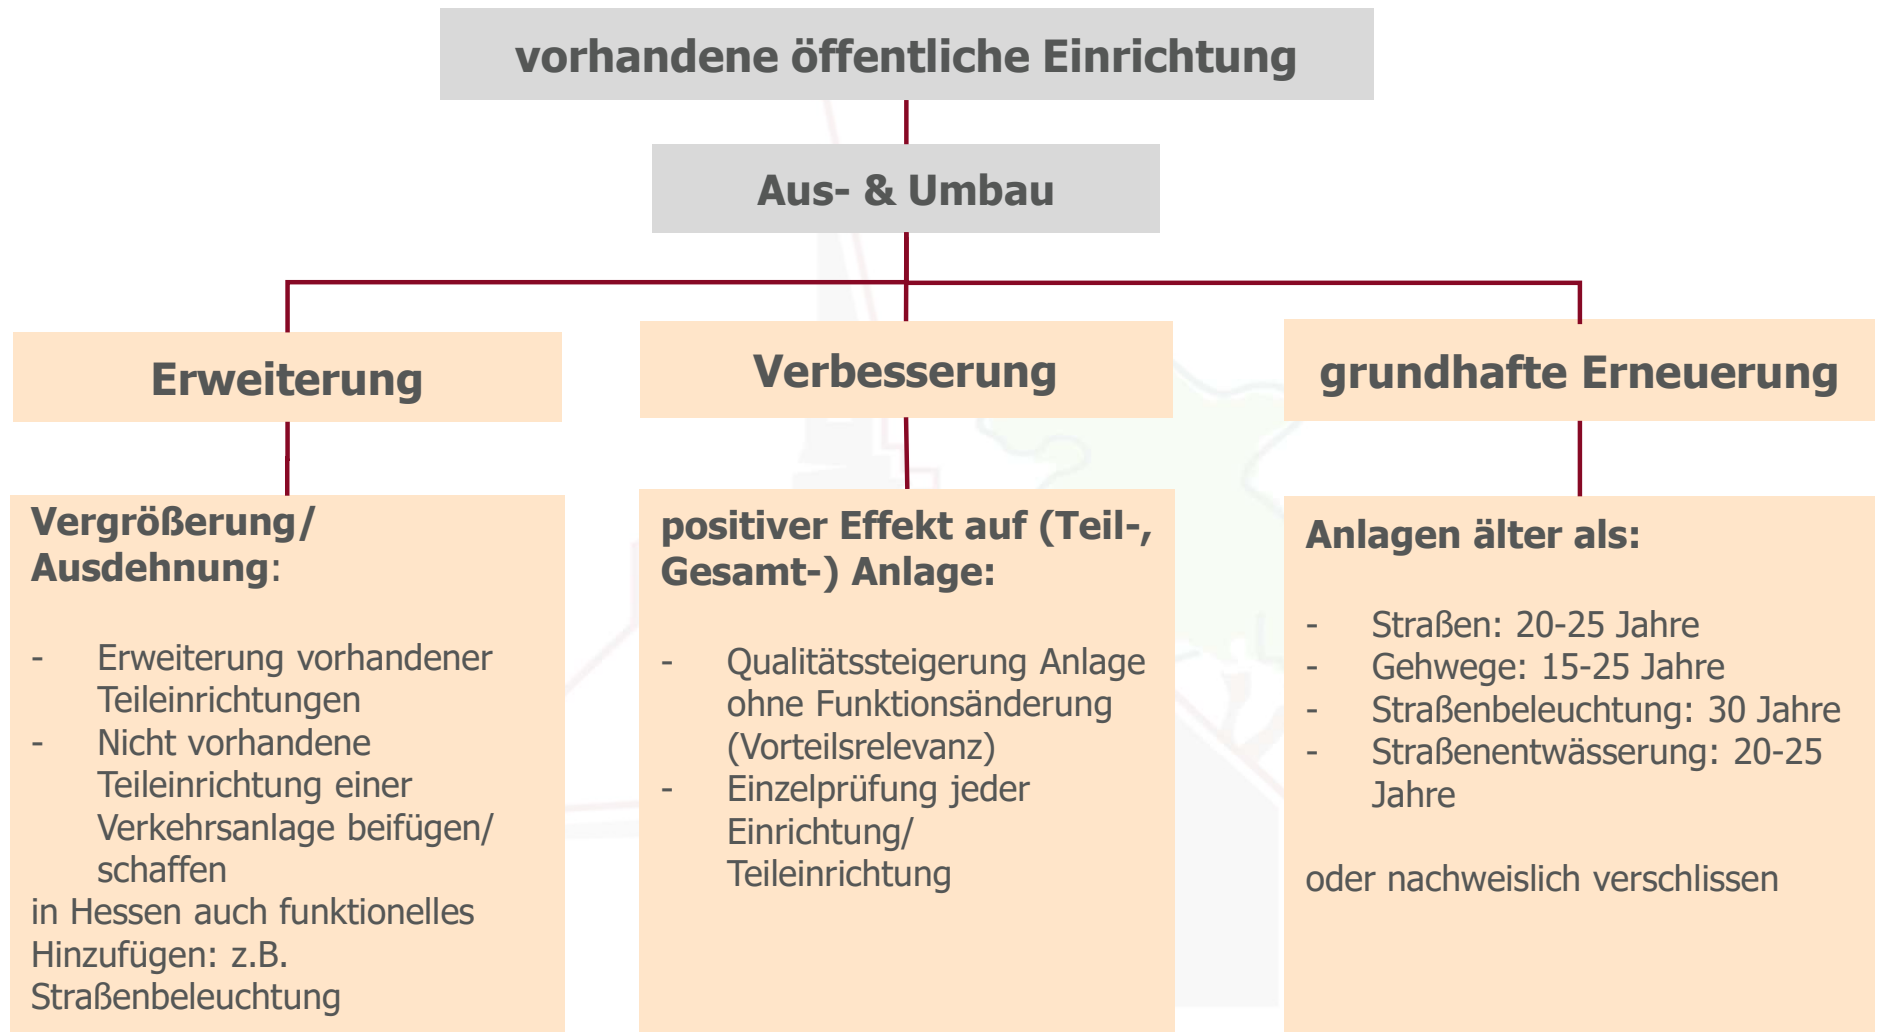 vorhandene öffentliche Einrichtung
Aus- & Umbau
Erweiterung
Vergrößerung/
Ausdehnung:
- Erweiterung vorhandener
Teileinrichtungen
- Nicht vorhandene
Teileinrichtung einer
Verkehrsanlage beifügen/
schaffen
in Hessen auch funktionelles
Hinzufügen: z.B.
Straßenbeleuchtung
Verbesserung
positiver Effekt auf (Teil-,
Gesamt-) Anlage:
- Qualitätssteigerung Anlage
ohne Funktionsänderung
(Vorteilsrelevanz)
- Einzelprüfung jeder
Einrichtung/
Teileinrichtung
grundhafte Erneuerung
Anlagen älter als:
- Straßen: 20-25 Jahre
- Gehwege: 15-25 Jahre
- Straßenbeleuchtung: 30 Jahre
- Straßenentwässerung: 20-25
Jahre
oder nachweislich verschlissen